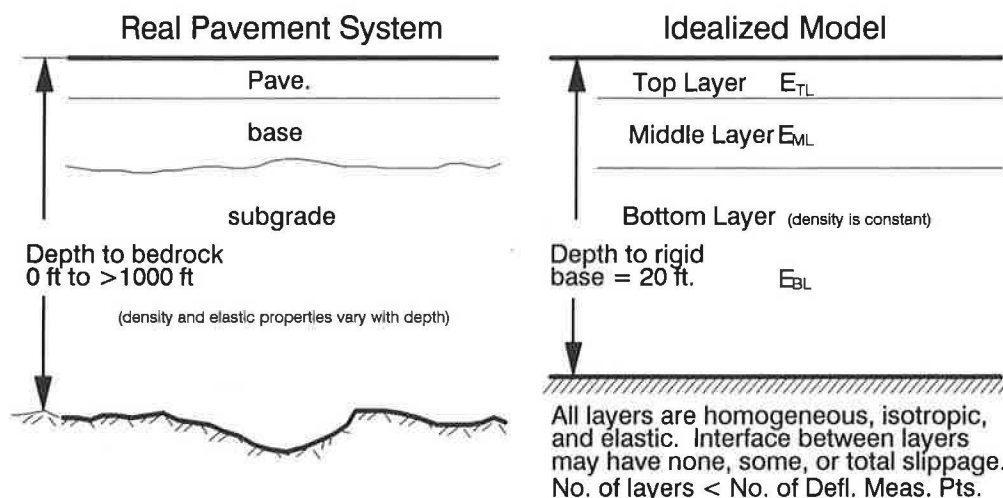 Real Pavement System
Pave.
base
subgrade
Depth to bedrock
0 ft to >1000 ft
(density and elastic properties vary with depth)
Idealized Model
Top Layer E_TL
Middle Layer E_ML
Bottom Layer (density is constant)
Depth to rigid
base = 20 ft. E_BL
All layers are homogeneous, isotropic,
and elastic. Interface between layers
may have none, some, or total slippage.
No. of layers < No. of Defl. Meas. Pts.